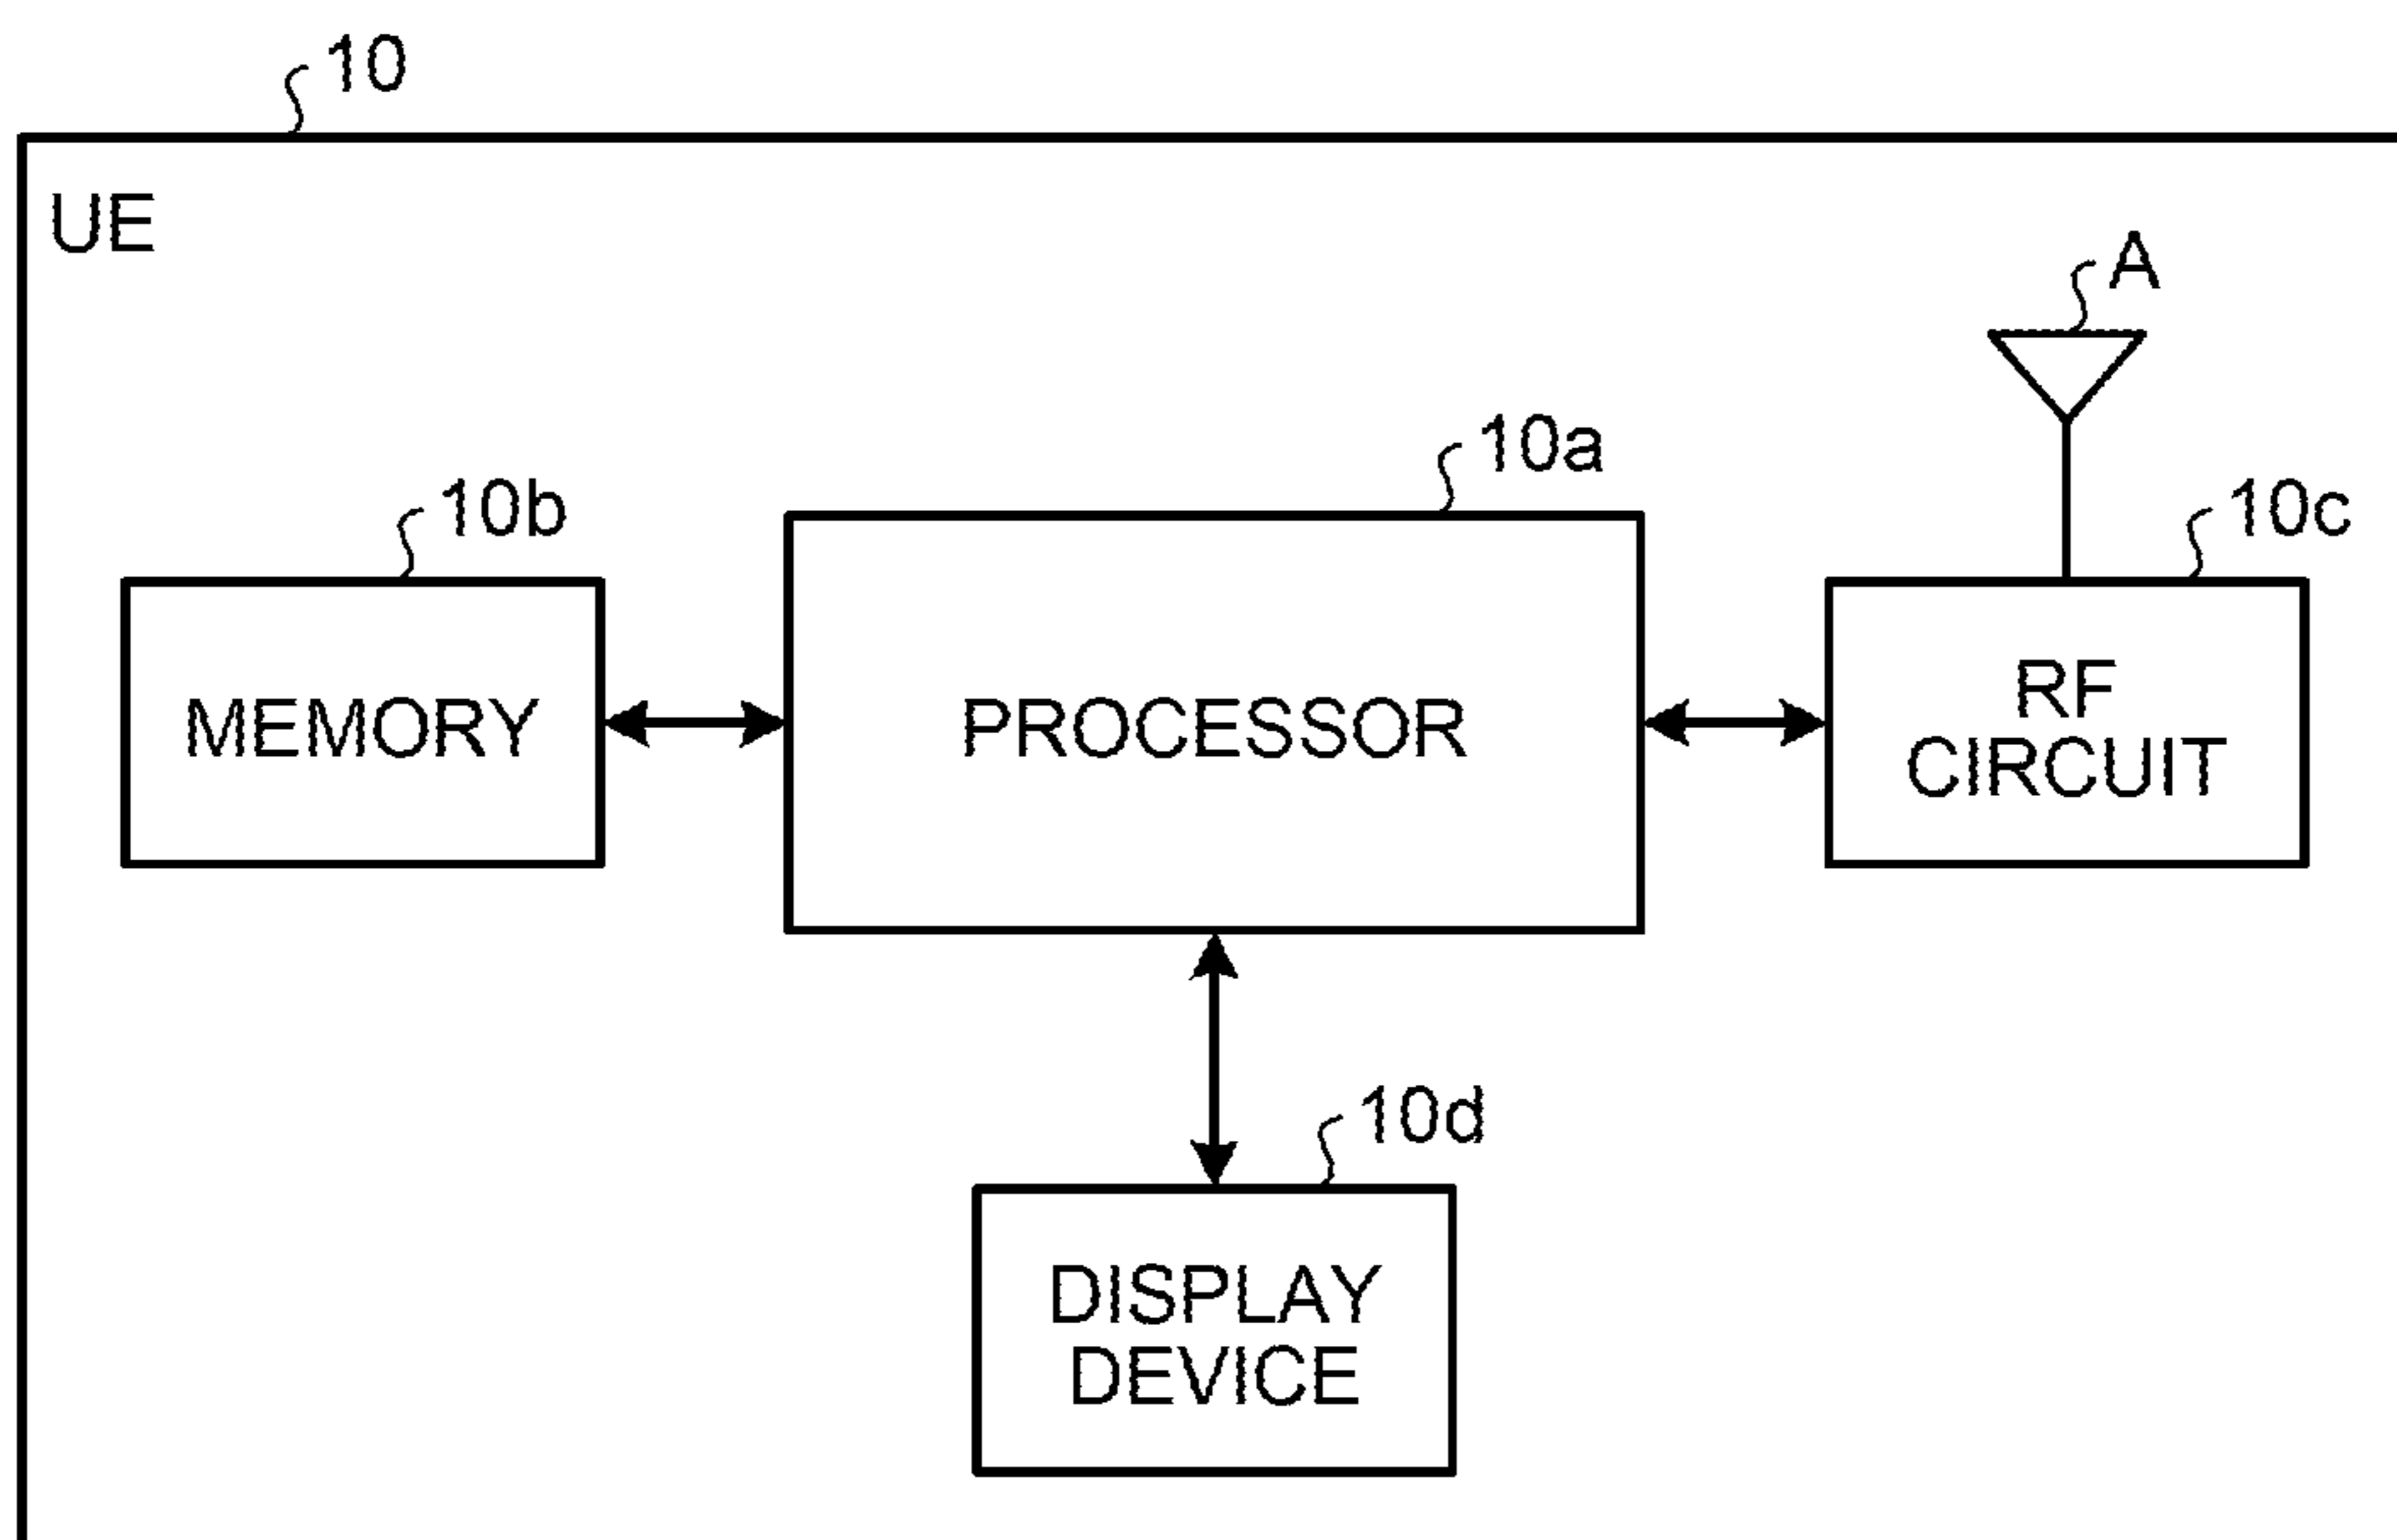 10
UE
A
10a
10b
10c
MEMORY
PROCESSOR
RF
CIRCUIT
10d
DISPLAY
DEVICE